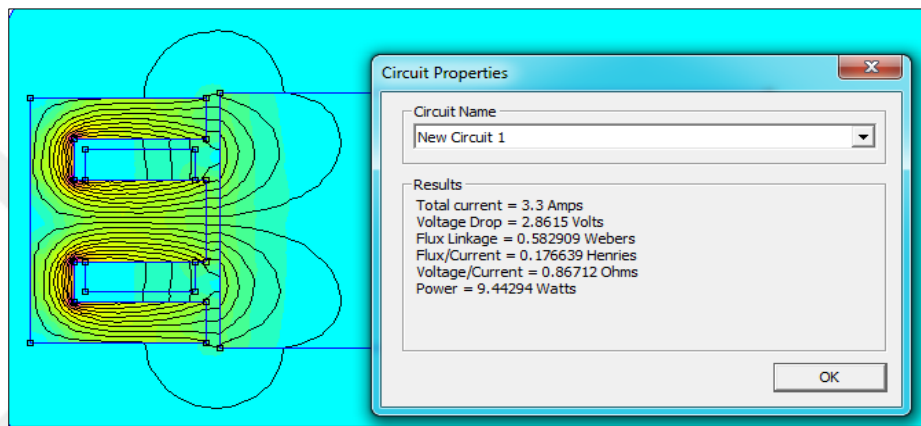 Circuit Properties
Circuit Name
New Circuit 1
Results
Total current = 3.3 Amps
Voltage Drop = 2.8615 Volts
Flux Linkage = 0.582909 Webers
Flux/Current = 0.176639 Henries
Voltage/Current = 0.86712 Ohms
Power = 9.44294 Watts
OK